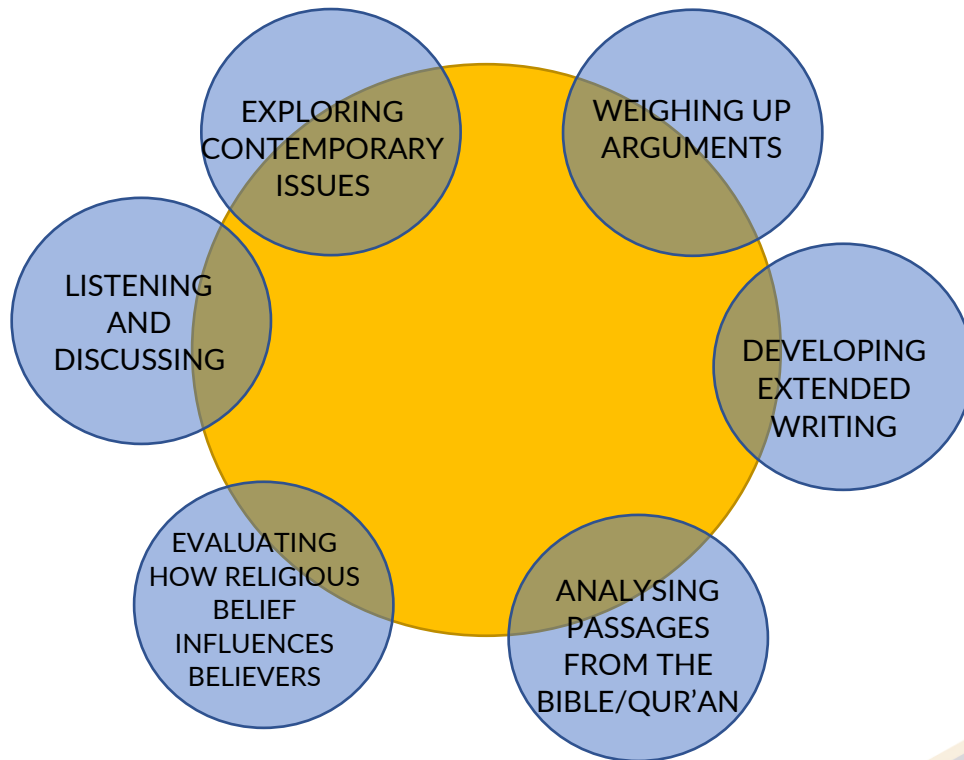 EXPLORING
CONTEMPORARY
ISSUES
WEIGHING UP
ARGUMENTS
LISTENING
AND
DISCUSSING
DEVELOPING
EXTENDED
WRITING
EVALUATING
HOW RELIGIOUS
BELIEF
INFLUENCES
BELIEVERS
ANALYSING
PASSAGES
FROM THE
BIBLE/QUR’AN